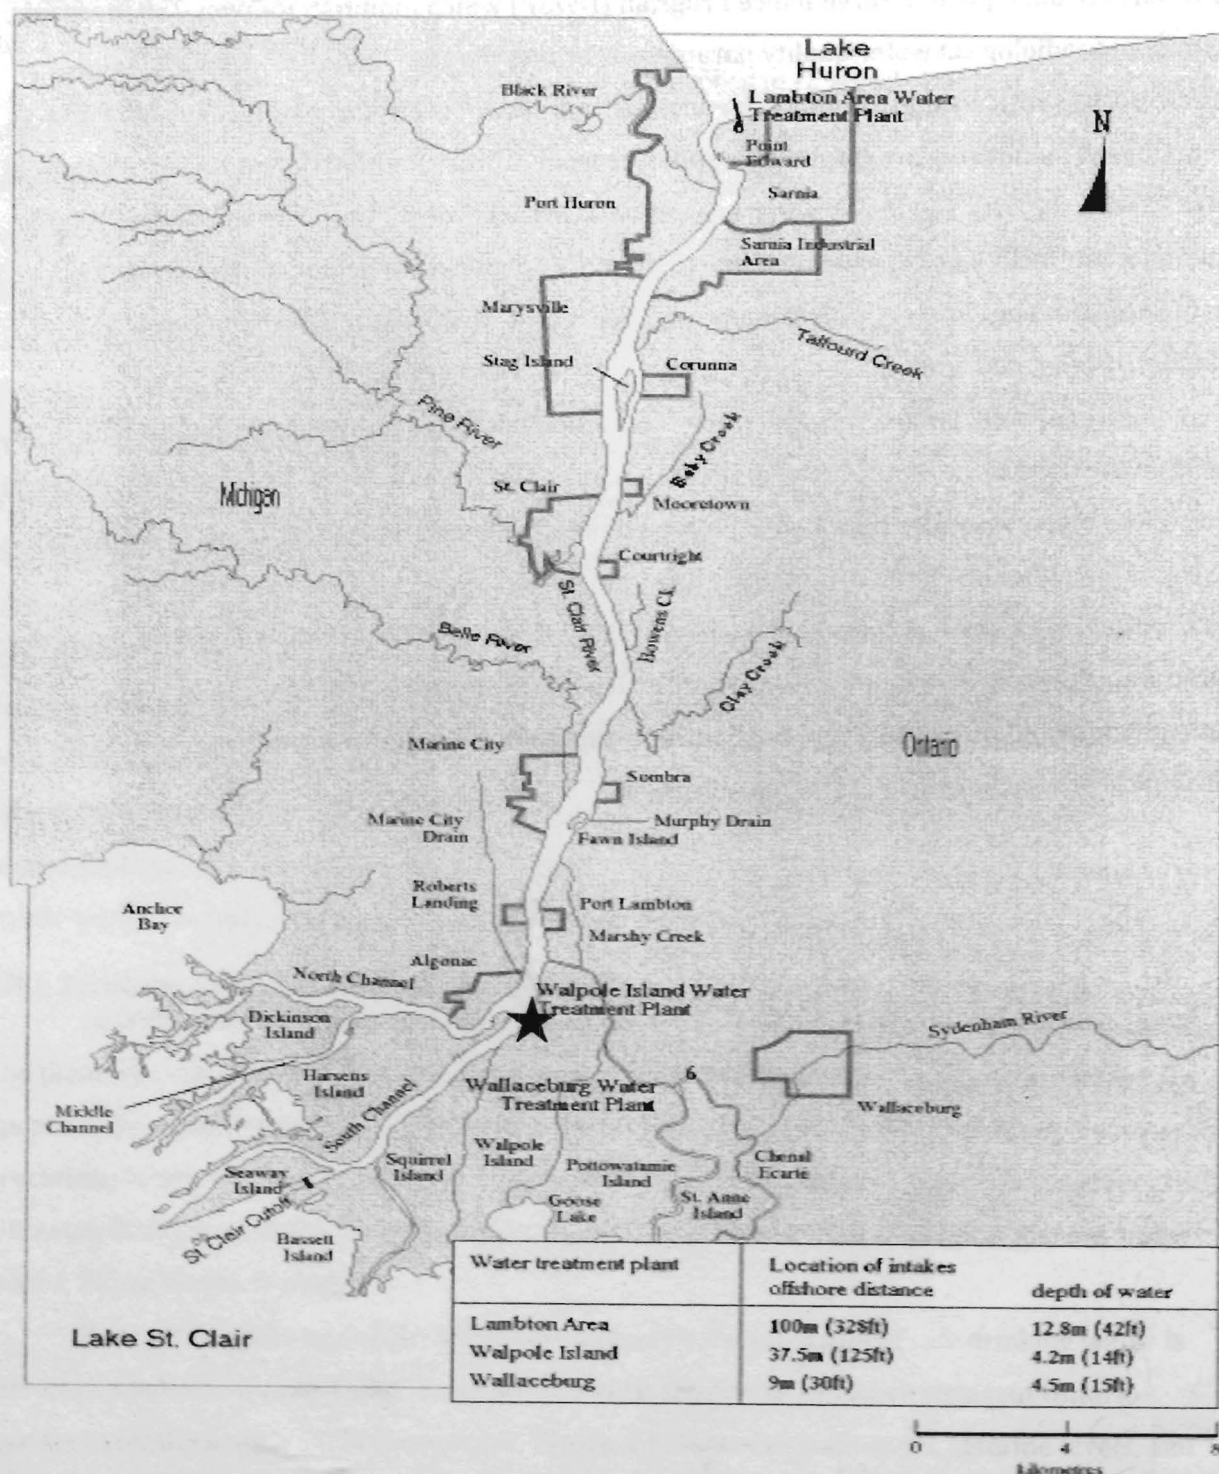 Lake
Huron
Black River
Lambton Area Water
Treatment Plant
N
Point
Edward
Sarnia
Port Huron
Sarnia Industrial
Area
Marysville
Talfourd Creek
Stag Island
Corunna
Pine River
Baby Creek
St. Clair
Michigan
Mooretown
Courtright
St. Clair River
Bowens Ck
Belle River
Clay Creek
Marine City
Ontario
Sombra
Marine City
Drain
Murphy Drain
Fawn Island
Roberts
Landing
Port Lambton
Anchor
Bay
Marshy Creek
Algonac
North Channel
Walpole Island Water
Treatment Plant
Dickinson
Island
Sydenham River
Harsens
Island
6
Wallaceburg Water
Treatment Plant
Middle
Channel
South Channel
Wallaceburg
Squirrel
Island
Walpole
Island
Pottowatamie
Island
Chenal
Ecarté
Seaway
Island
St. Clair Cutoff
Goose
Lake
St. Anne
Island
Bassett
Island
Water treatment plant
Location of intakes
offshore distance depth of water
Lambton Area 100m (328ft) 12.8m (42ft)
Walpole Island 37.5m (125ft) 4.2m (14ft)
Wallaceburg 9m (30ft) 4.5m (15ft)
Lake St. Clair
0 4 8
Kilometres